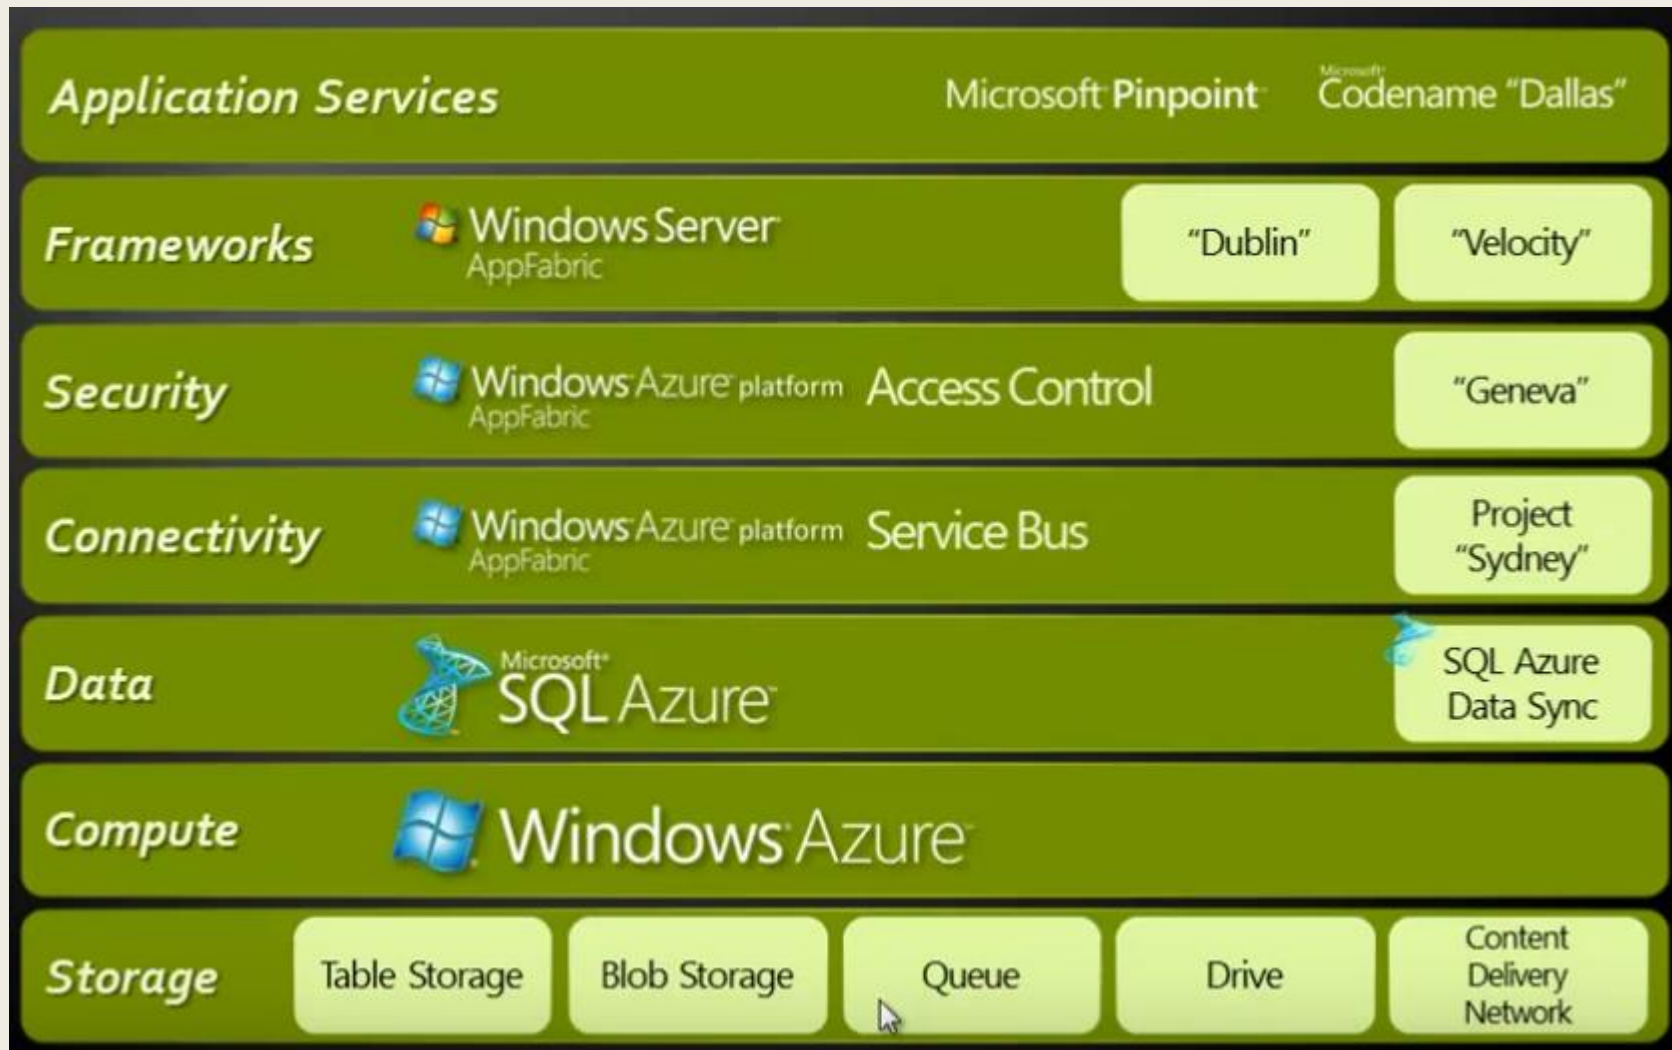 Application Services
Microsoft Pinpoint
Microsoft®
Codename “Dallas”
Frameworks
Windows Server
AppFabric
“Dublin”
“Velocity”
Security
Windows Azure platform
AppFabric
Access Control
“Geneva”
Connectivity
Windows Azure platform
AppFabric
Service Bus
Project
“Sydney”
Data
Microsoft®
SQL Azure™
SQL Azure
Data Sync
Compute
Windows Azure™
Storage
Table Storage
Blob Storage
Queue
Drive
Content
Delivery
Network